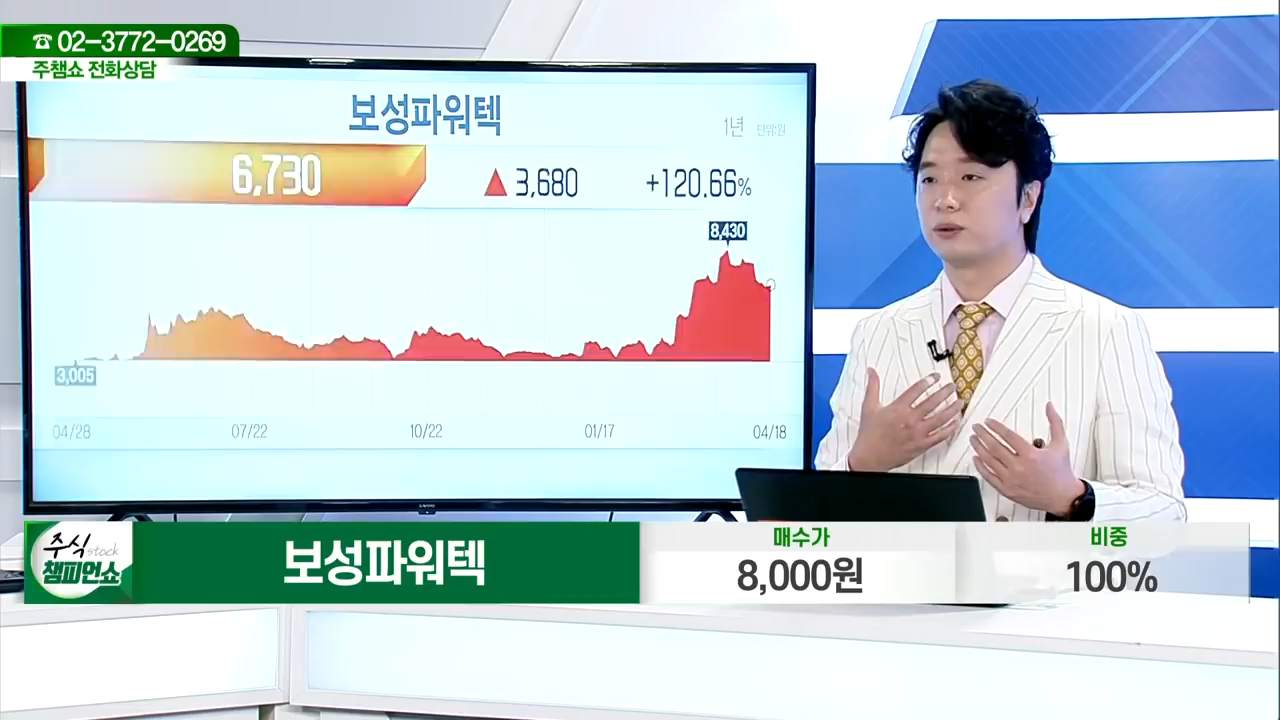 ☎ 02-3772-0269
주챔쇼 전화상담
보성파워텍
1년 단위:원
6,730 ▲ 3,680 +120.66%
8,430
3,005
04/28 07/22 10/22 01/17 04/18
주식 stock
챔피언쇼
보성파워텍
매수가
8,000원
비중
100%